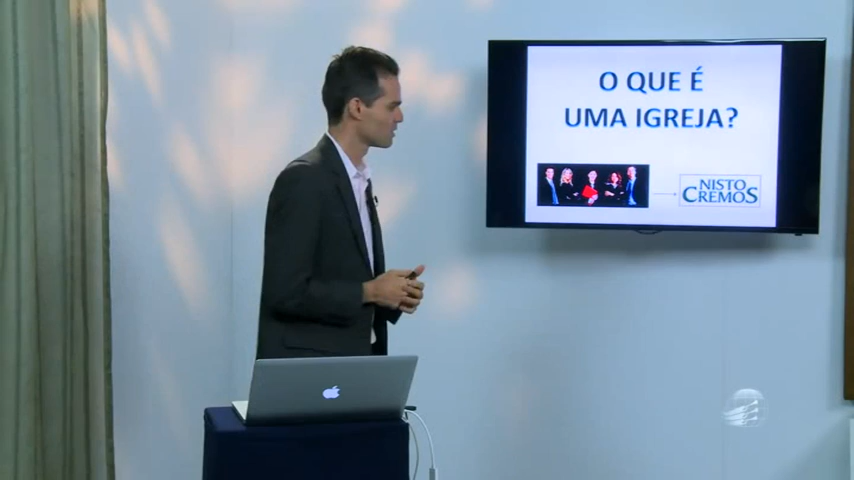 O QUE É
UMA IGREJA?
NISTO
CREMOS